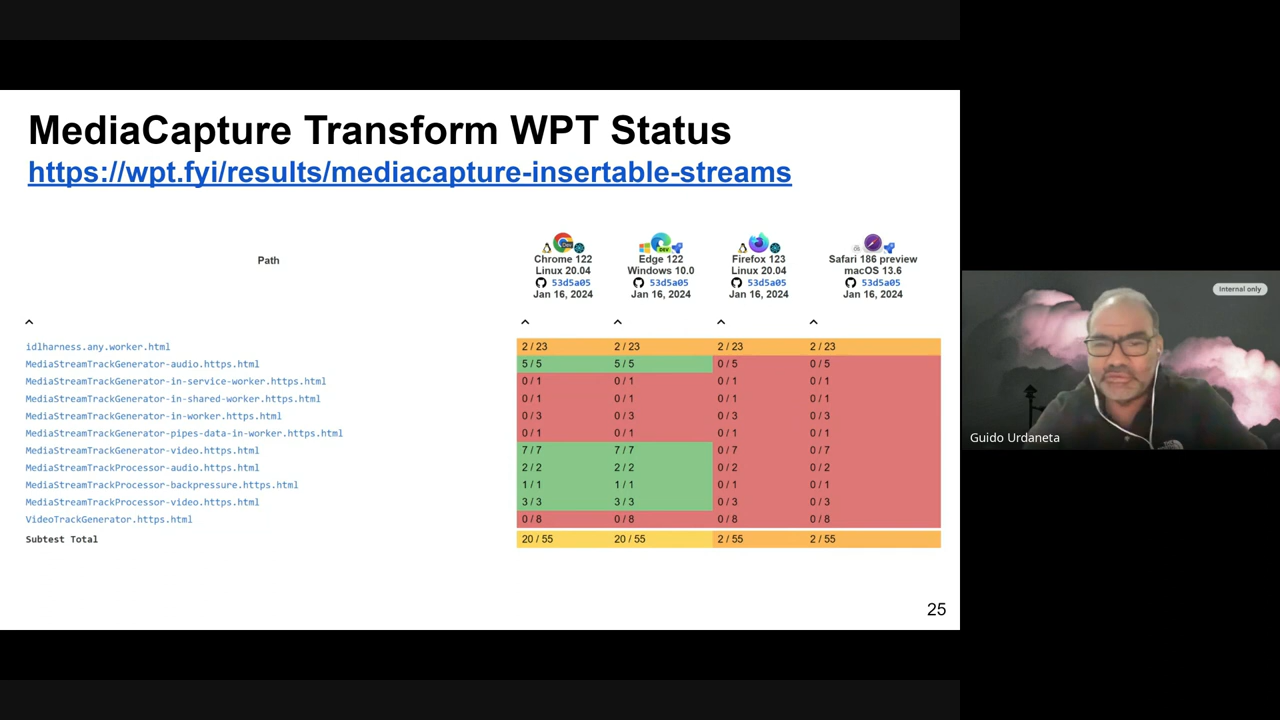 MediaCapture Transform WPT Status
https://wpt.fyi/results/mediacapture-insertable-streams
Path
Chrome 122
Linux 20.04
53d5a05
Jan 16, 2024
Edge 122
Windows 10.0
53d5a05
Jan 16, 2024
Firefox 123
Linux 20.04
53d5a05
Jan 16, 2024
Safari 186 preview
macOS 13.6
53d5a05
Jan 16, 2024
idlharness.any.worker.html 2 / 23 2 / 23 2 / 23 2 / 23
MediaStreamTrackGenerator-audio.https.html 5 / 5 5 / 5 0 / 5 0 / 5
MediaStreamTrackGenerator-in-service-worker.https.html 0 / 1 0 / 1 0 / 1 0 / 1
MediaStreamTrackGenerator-in-shared-worker.https.html 0 / 1 0 / 1 0 / 1 0 / 1
MediaStreamTrackGenerator-in-worker.https.html 0 / 3 0 / 3 0 / 3 0 / 3
MediaStreamTrackGenerator-pipes-data-in-worker.https.html 0 / 1 0 / 1 0 / 1 0 / 1
MediaStreamTrackGenerator-video.https.html 7 / 7 7 / 7 0 / 7 0 / 7
MediaStreamTrackProcessor-audio.https.html 2 / 2 2 / 2 0 / 2 0 / 2
MediaStreamTrackProcessor-backpressure.https.html 1 / 1 1 / 1 0 / 1 0 / 1
MediaStreamTrackProcessor-video.https.html 3 / 3 3 / 3 0 / 3 0 / 3
VideoTrackGenerator.https.html 0 / 8 0 / 8 0 / 8 0 / 8
Subtest Total 20 / 55 20 / 55 2 / 55 2 / 55
25
Internal only
Guido Urdaneta